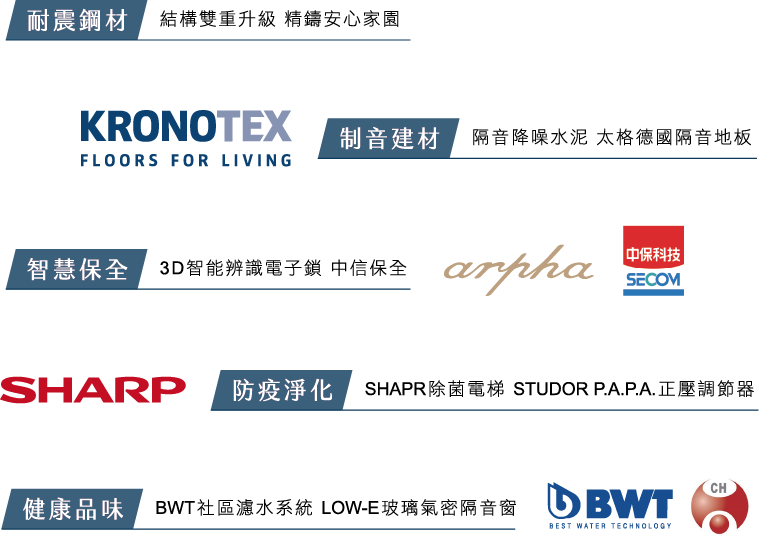 耐震鋼材 結構雙重升級 精鑄安心家園
KRONOTEX
FLOORS FOR LIVING
制音建材 隔音降噪水泥 太格德國隔音地板
智慧保全 3D智能辨識電子鎖 中信保全
arpha
中保科技
SECOM
SHARP
防疫淨化 SHAPR除菌電梯 STUDOR P.A.P.A.正壓調節器
健康品味 BWT社區濾水系統 LOW-E玻璃氣密隔音窗
BWT
BEST WATER TECHNOLOGY
CH